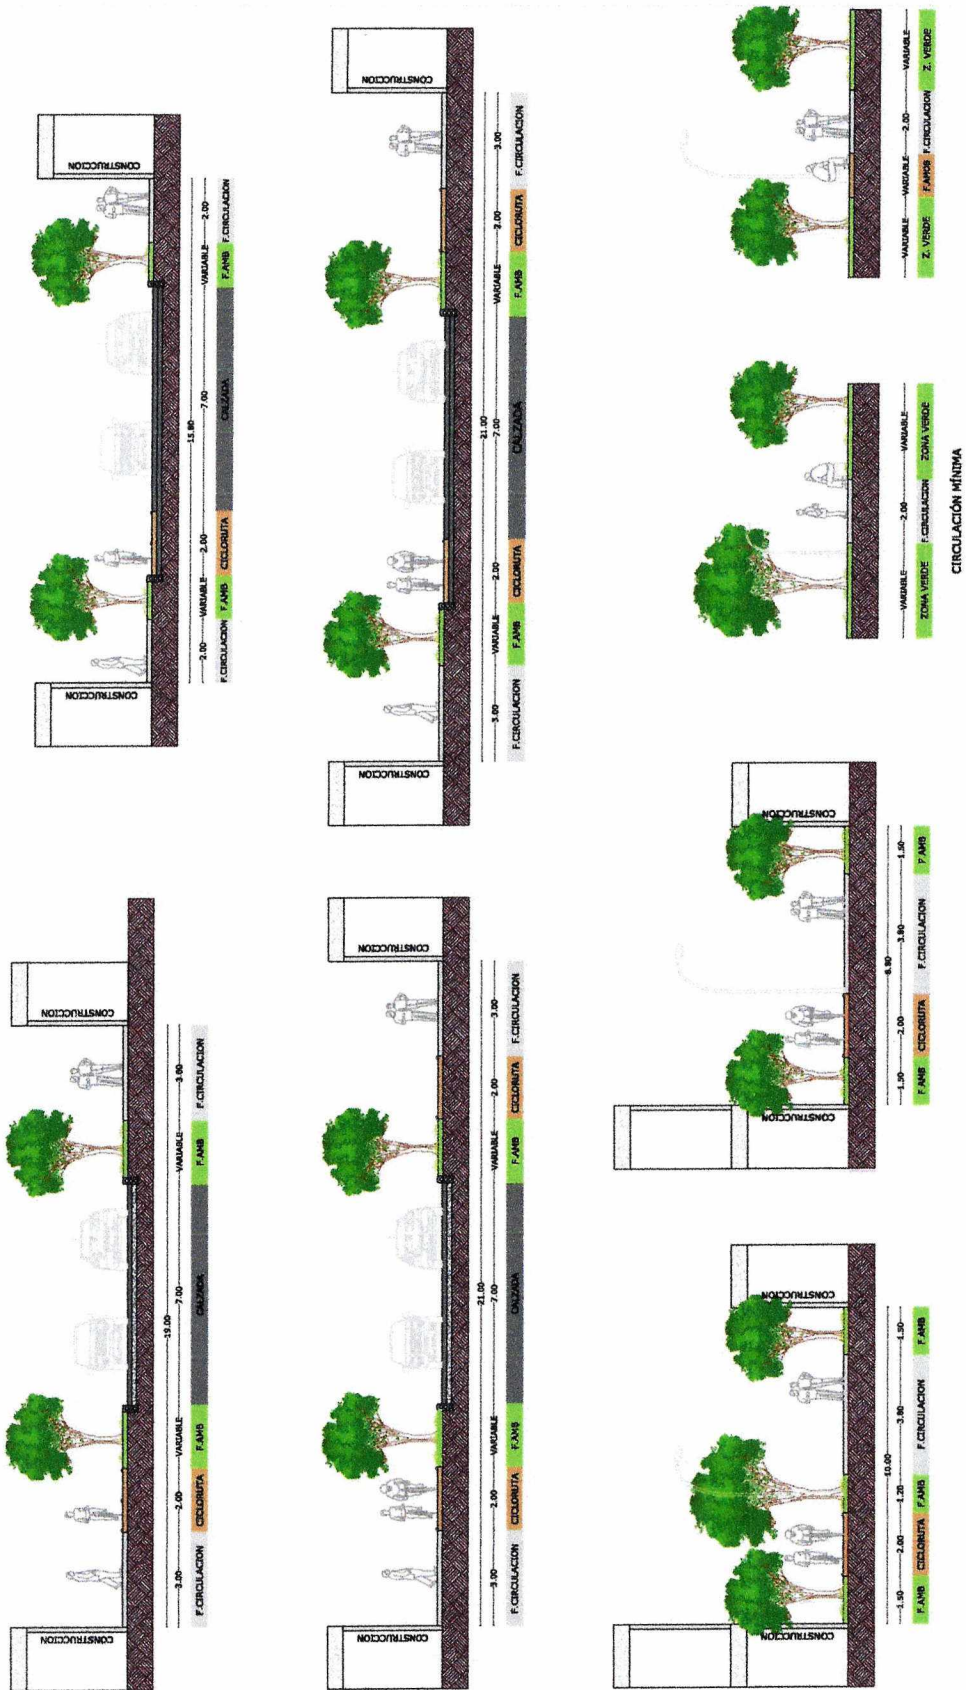 CONSTRUCCION CONSTRUCCION
19.00
3.00 2.00 VARIABLE 7.00 VARIABLE 3.00
F.CIRCULACION CICLORUTA F.AMB CALZADA F.AMB F.CIRCULACION
CONSTRUCCION CONSTRUCCION
15.80
2.00 VARIABLE 2.00 7.00 VARIABLE 2.00
F.CIRCULACION F.AMB CICLORUTA CALZADA F.AMB F.CIRCULACION
CONSTRUCCION CONSTRUCCION
21.00
3.00 2.00 VARIABLE 7.00 VARIABLE 2.00 3.00
F.CIRCULACION CICLORUTA F.AMB CALZADA F.AMB CICLORUTA F.CIRCULACION
CONSTRUCCION CONSTRUCCION
21.00
3.00 VARIABLE 2.00 7.00 VARIABLE 2.00 3.00
F.CIRCULACION F.AMB CICLORUTA CALZADA F.AMB CICLORUTA F.CIRCULACION
CONSTRUCCION CONSTRUCCION
10.00
1.50 2.00 1.20 3.80 1.50
F.AMB CICLORUTA F.AMB F.CIRCULACION F.AMB
CONSTRUCCION CONSTRUCCION
8.80
1.50 2.00 3.80 1.50
F.AMB CICLORUTA F.CIRCULACION F.AMB
VARIABLE 2.00 VARIABLE
ZONA VERDE F.CIRCULACION ZONA VERDE
VARIABLE VARIABLE 2.00 VARIABLE
Z. VERDE F.AMOB F.CIRCULACION Z. VERDE
CIRCULACIÓN MÍNIMA